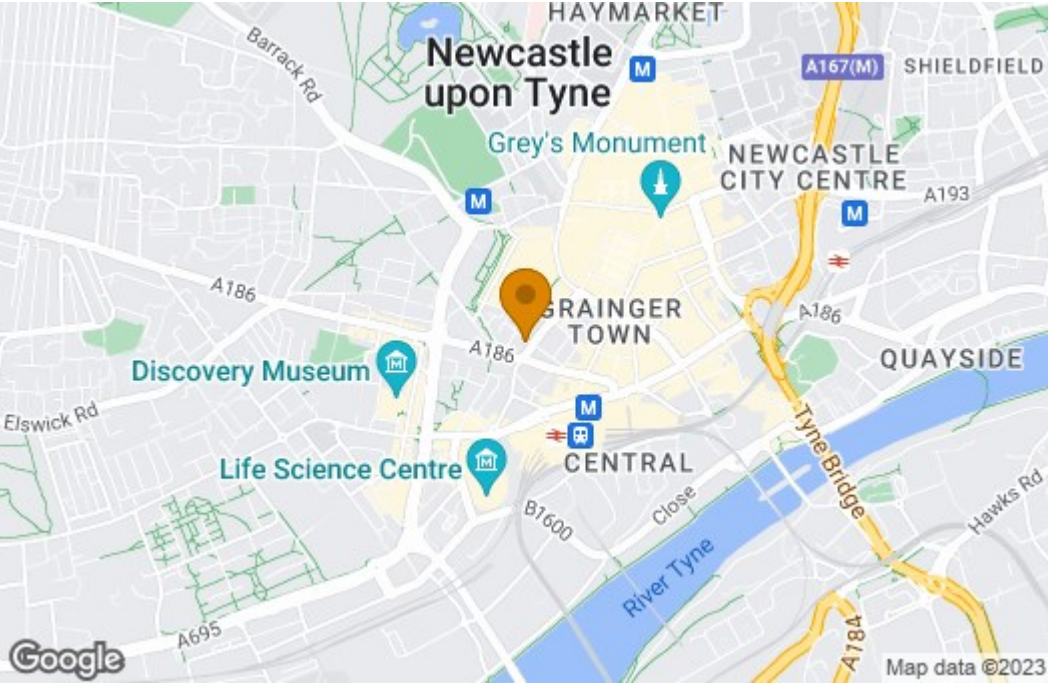 HAYMARKET
Barrack Rd
Newcastle
upon Tyne
M
A167(M)
SHIELDFIELD
Grey's Monument
NEWCASTLE
CITY CENTRE
A193
M
M
A186
GRAINGER
TOWN
A186
A186
QUAYSIDE
Discovery Museum
M
Elswick Rd
M
Tyne Bridge
Life Science Centre
M
CENTRAL
B1600
Close
Hawks Rd
River Tyne
A695
A184
Google
Map data ©2023